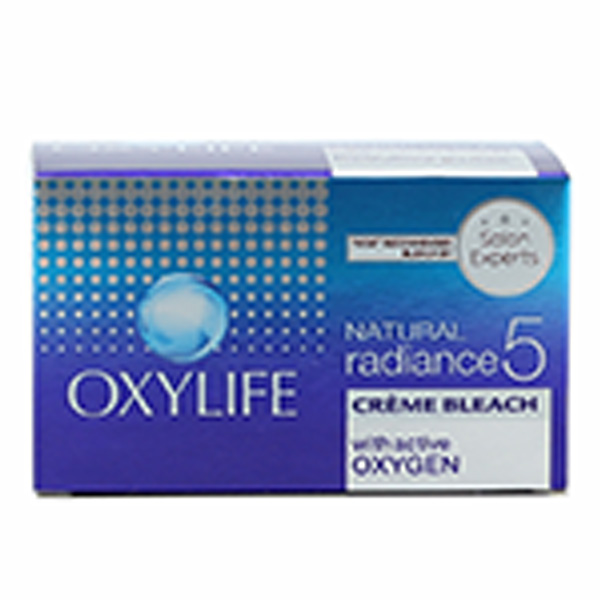 OXYLIFE
Salon
Experts
NATURAL
radiance 5
CRÈME BLEACH
with active
OXYGEN